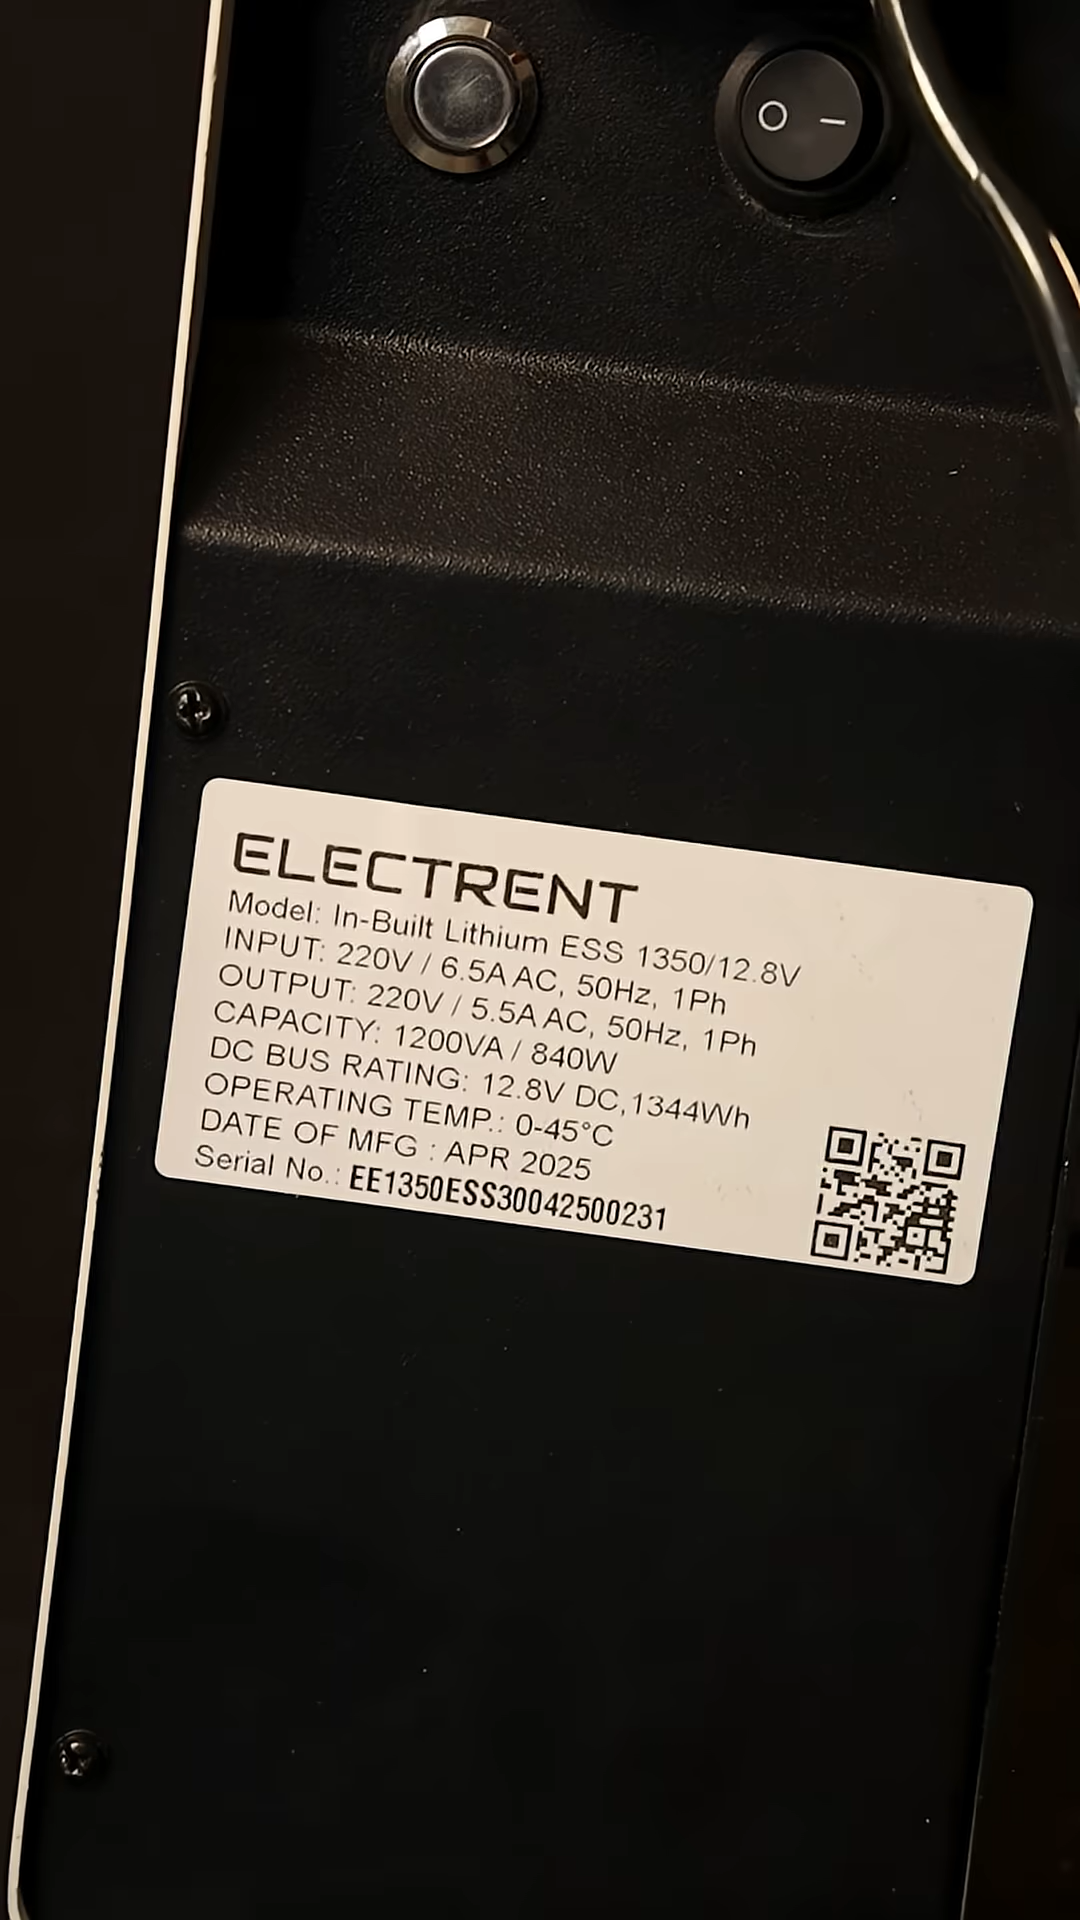 O –
ELECTRENT
Model: In-Built Lithium ESS 1350/12.8V
INPUT: 220V / 6.5A AC, 50Hz, 1Ph
OUTPUT: 220V / 5.5A AC, 50Hz, 1Ph
CAPACITY: 1200VA / 840W
DC BUS RATING: 12.8V DC,1344Wh
OPERATING TEMP.: 0-45°C
DATE OF MFG : APR 2025
Serial No.: EE1350ESS30042500231